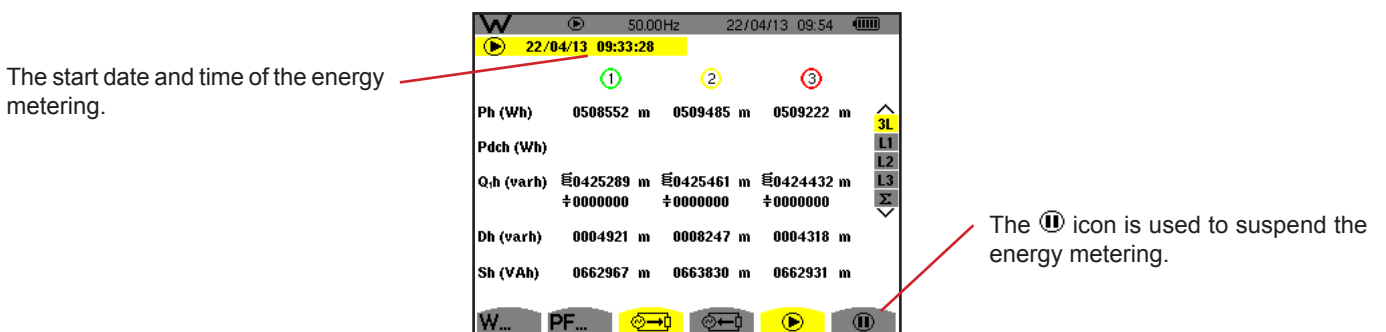 W 50.00Hz 22/04/13 09:54
22/04/13 09:33:28
The start date and time of the energy
metering.
1 2 3
Ph (Wh) 0508552 m 0509485 m 0509222 m
3L
Pdch (Wh)
L1
L2
Q₁h (varh) 0425289 m 0425461 m 0424432 m
L3
÷0000000 ÷0000000 ÷0000000
Σ
The icon is used to suspend the
energy metering.
Dh (varh) 0004921 m 0008247 m 0004318 m
Sh (VAh) 0662967 m 0663830 m 0662931 m
W... PF...